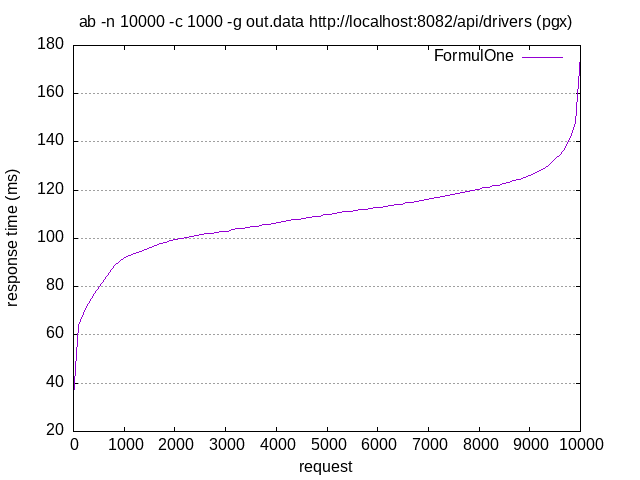 ab -n 10000 -c 1000 -g out.data http://localhost:8082/api/drivers (pgx)
FormulOne
180
160
140
120
100
80
60
40
20
response time (ms)
0 1000 2000 3000 4000 5000 6000 7000 8000 9000 10000
request